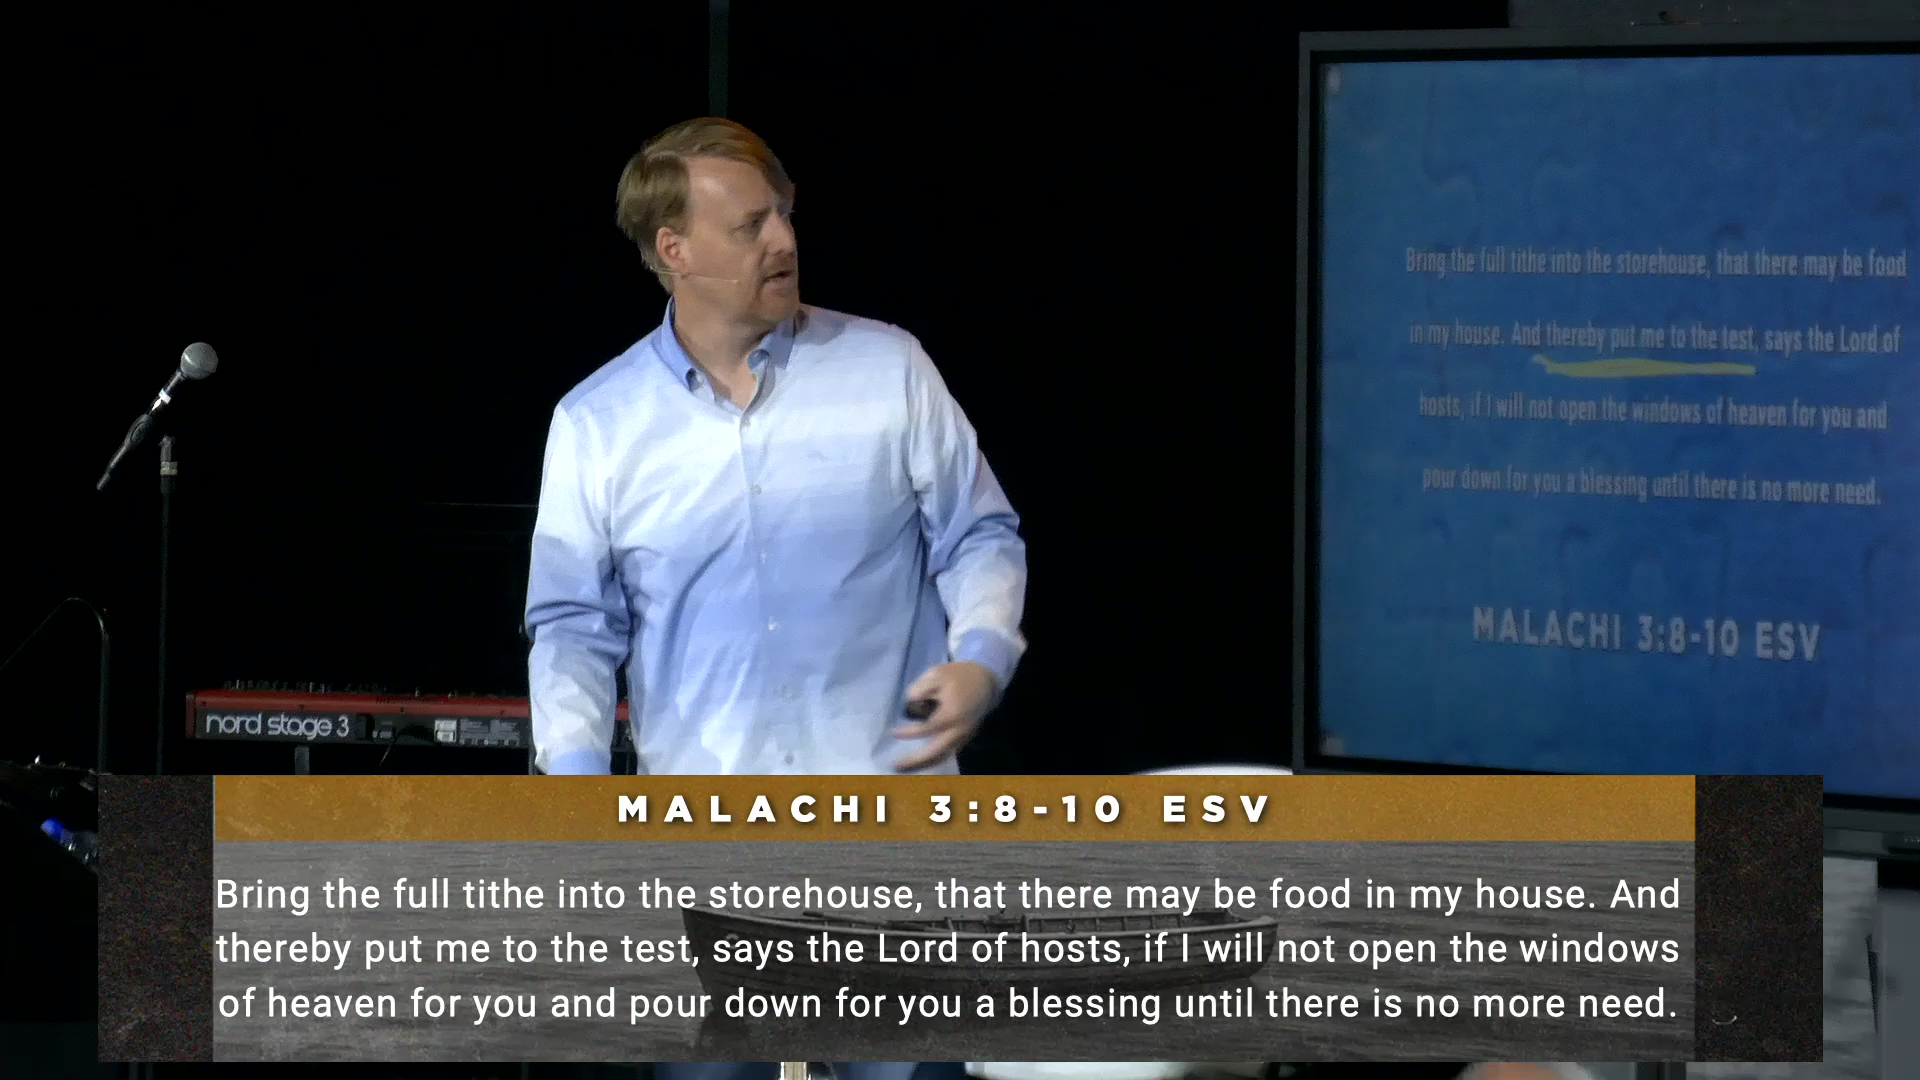 Bring the full tithe into the storehouse, that there may be food
in my house. And thereby put me to the test, says the Lord of
hosts, if I will not open the windows of heaven for you and
pour down for you a blessing until there is no more need.
MALACHI 3:8-10 ESV
nord stage 3
MALACHI 3:8-10 ESV
Bring the full tithe into the storehouse, that there may be food in my house. And
thereby put me to the test, says the Lord of hosts, if I will not open the windows
of heaven for you and pour down for you a blessing until there is no more need.